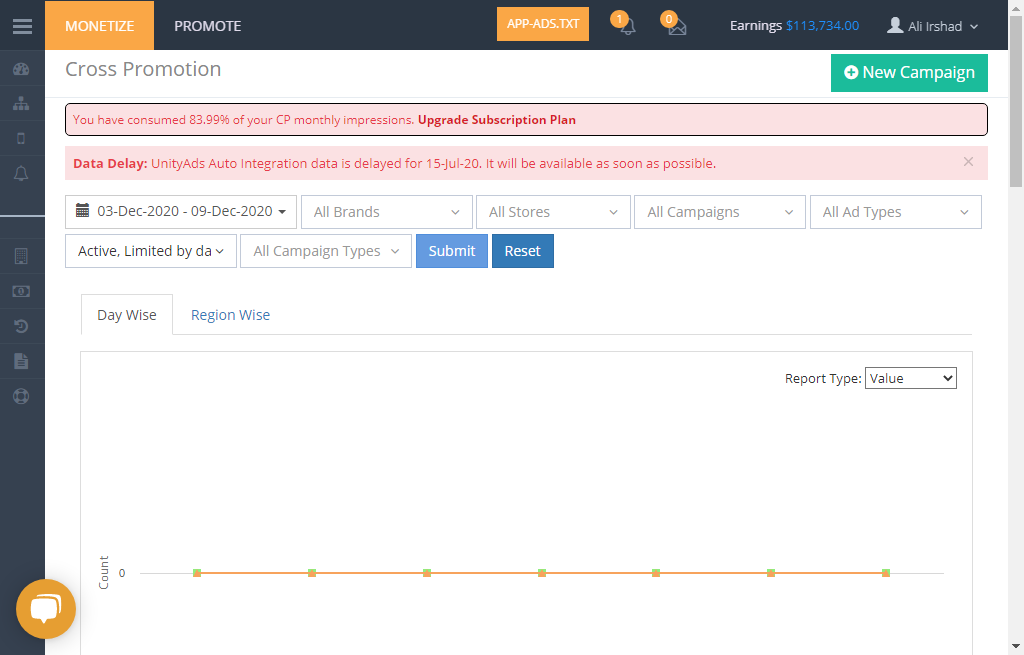 MONETIZE
PROMOTE
APP-ADS.TXT
1
0
Earnings $113,734.00
Ali Irshad
Cross Promotion
New Campaign
You have consumed 83.99% of your CP monthly impressions. Upgrade Subscription Plan
Data Delay: UnityAds Auto Integration data is delayed for 15-Jul-20. It will be available as soon as possible.
03-Dec-2020 - 09-Dec-2020
All Brands
All Stores
All Campaigns
All Ad Types
Active, Limited by da
All Campaign Types
Submit
Reset
Day Wise
Region Wise
Report Type: Value
Count
0